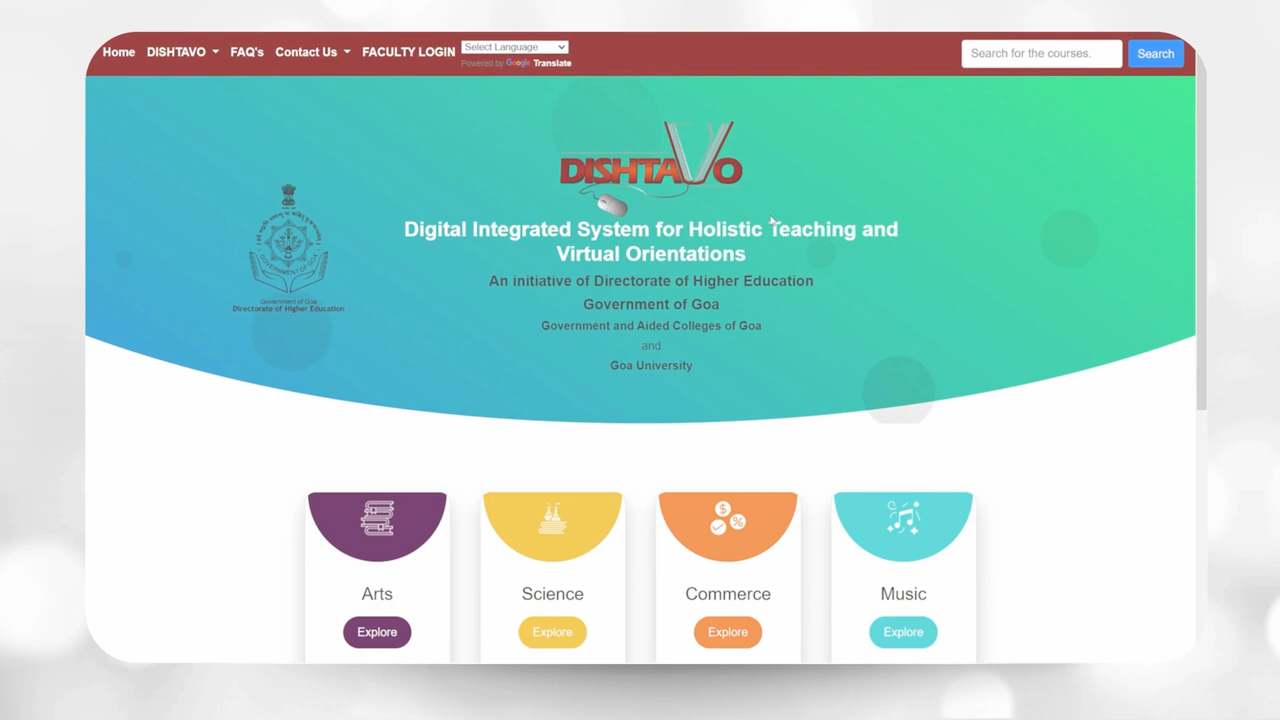 Home DISHTAVO FAQ's Contact Us FACULTY LOGIN Select Language Search for the courses. Search
Powered by Google Translate
DISHTAVO
Digital Integrated System for Holistic Teaching and
Virtual Orientations
An initiative of Directorate of Higher Education
Government of Goa
Government and Aided Colleges of Goa
and
Goa University
GOVERNMENT OF GOA
Government of Goa
Directorate of Higher Education
Arts Science Commerce Music
Explore Explore Explore Explore